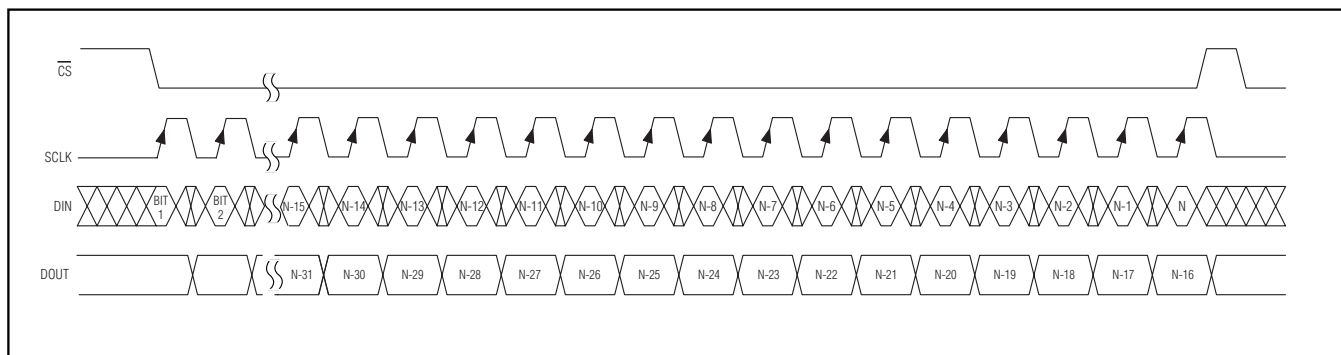 CS
SCLK
DIN BIT 1 BIT 2 N-15 N-14 N-13 N-12 N-11 N-10 N-9 N-8 N-7 N-6 N-5 N-4 N-3 N-2 N-1 N
DOUT N-31 N-30 N-29 N-28 N-27 N-26 N-25 N-24 N-23 N-22 N-21 N-20 N-19 N-18 N-17 N-16